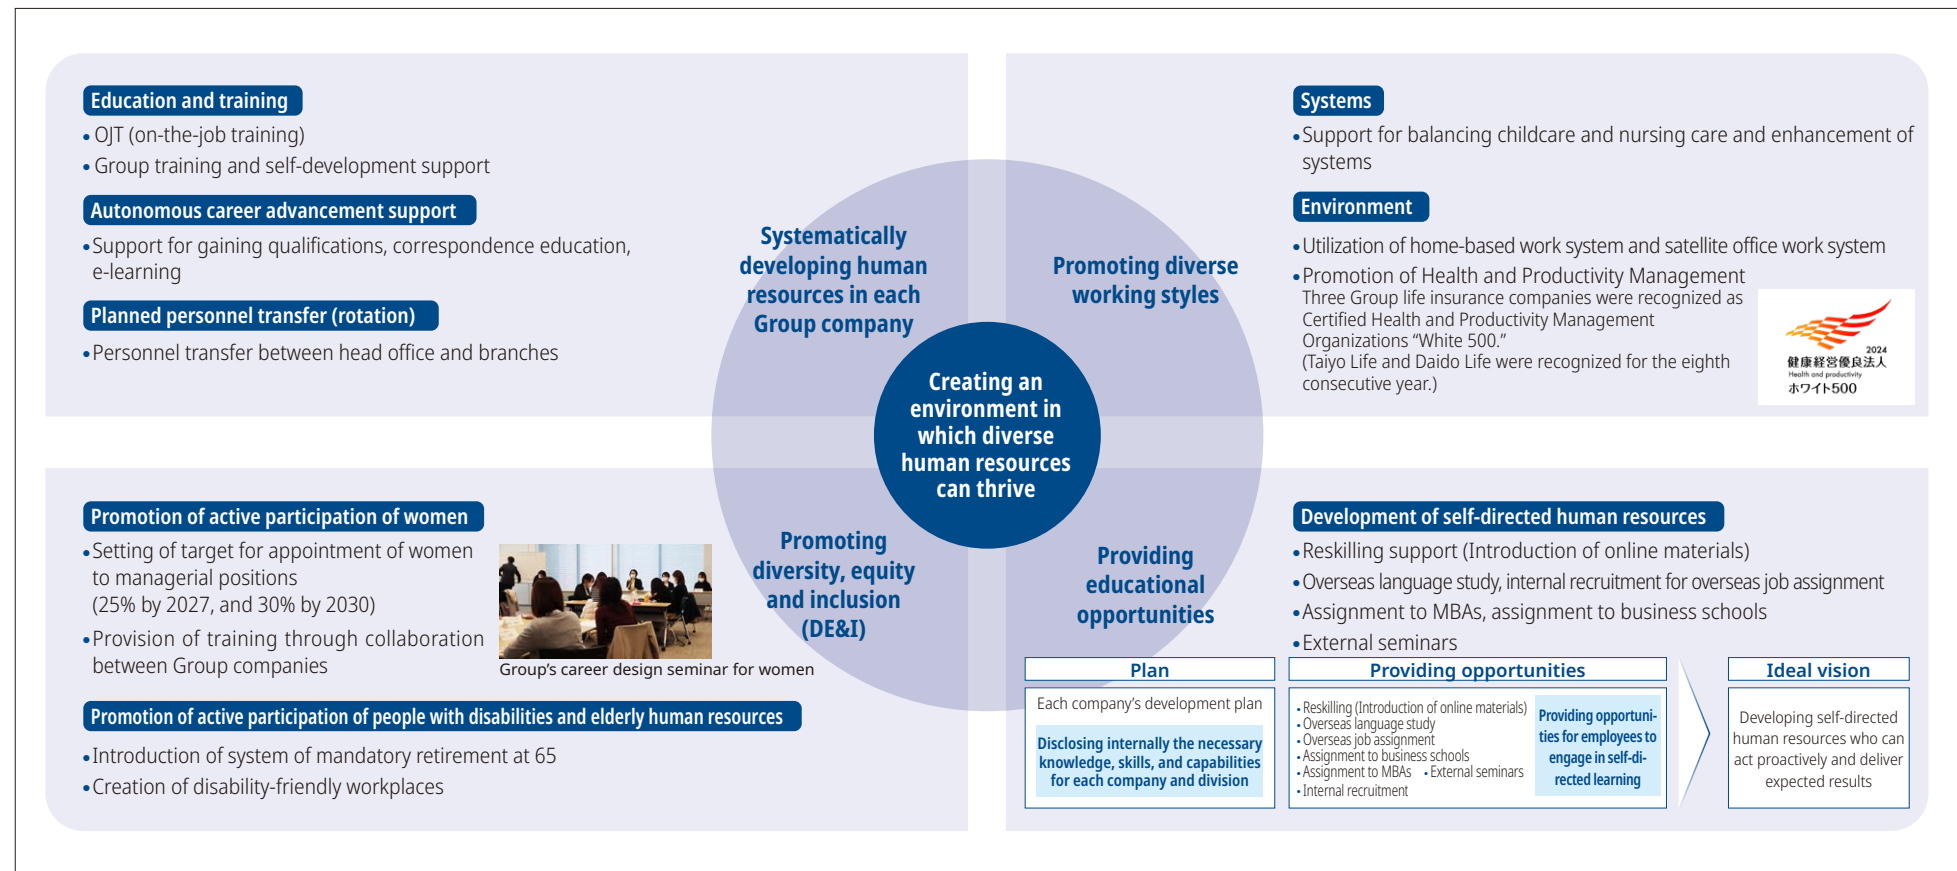 Education and training
• OJT (on-the-job training)
• Group training and self-development support
Autonomous career advancement support
• Support for gaining qualifications, correspondence education,
e-learning
Planned personnel transfer (rotation)
• Personnel transfer between head office and branches
Systematically
developing human
resources in each
Group company
Promoting diverse
working styles
Systems
• Support for balancing childcare and nursing care and enhancement of
systems
Environment
• Utilization of home-based work system and satellite office work system
• Promotion of Health and Productivity Management
Three Group life insurance companies were recognized as
Certified Health and Productivity Management
Organizations “White 500.”
(Taiyo Life and Daido Life were recognized for the eighth
consecutive year.)
2024
健康経営優良法人
Health and productivity
ホワイト500
Creating an
environment in
which diverse
human resources
can thrive
Promotion of active participation of women
• Setting of target for appointment of women
to managerial positions
(25% by 2027, and 30% by 2030)
• Provision of training through collaboration
between Group companies
Group’s career design seminar for women
Promotion of active participation of people with disabilities and elderly human resources
• Introduction of system of mandatory retirement at 65
• Creation of disability-friendly workplaces
Promoting
diversity, equity
and inclusion
(DE&I)
Providing
educational
opportunities
Development of self-directed human resources
• Reskilling support (Introduction of online materials)
• Overseas language study, internal recruitment for overseas job assignment
• Assignment to MBAs, assignment to business schools
• External seminars
Plan
Each company’s development plan
Disclosing internally the necessary
knowledge, skills, and capabilities
for each company and division
Providing opportunities
• Reskilling (Introduction of online materials)
• Overseas language study
• Overseas job assignment
• Assignment to business schools
• Assignment to MBAs • External seminars
• Internal recruitment
Providing opportuni-
ties for employees to
engage in self-di-
rected learning
Ideal vision
Developing self-directed
human resources who can
act proactively and deliver
expected results